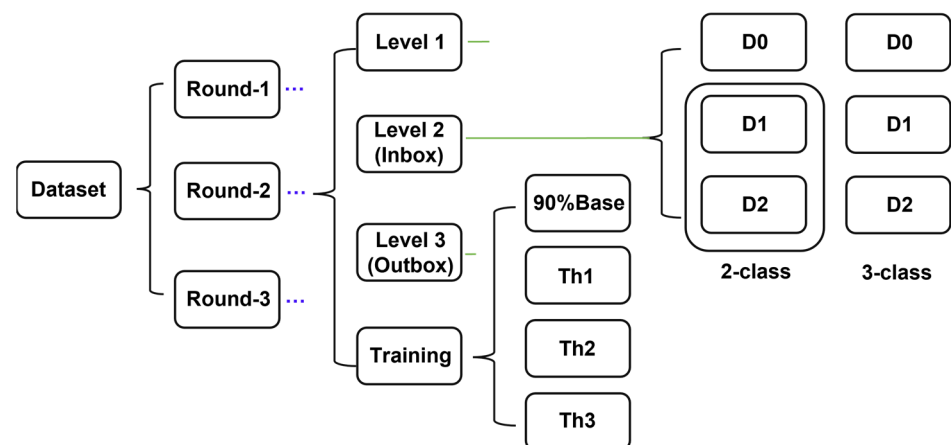 Dataset
Round-1 ...
Round-2 ...
Round-3 ...
Level 1
Level 2
(Inbox)
Level 3
(Outbox)
Training
90%Base
Th1
Th2
Th3
D0
D1
D2
2-class
D0
D1
D2
3-class